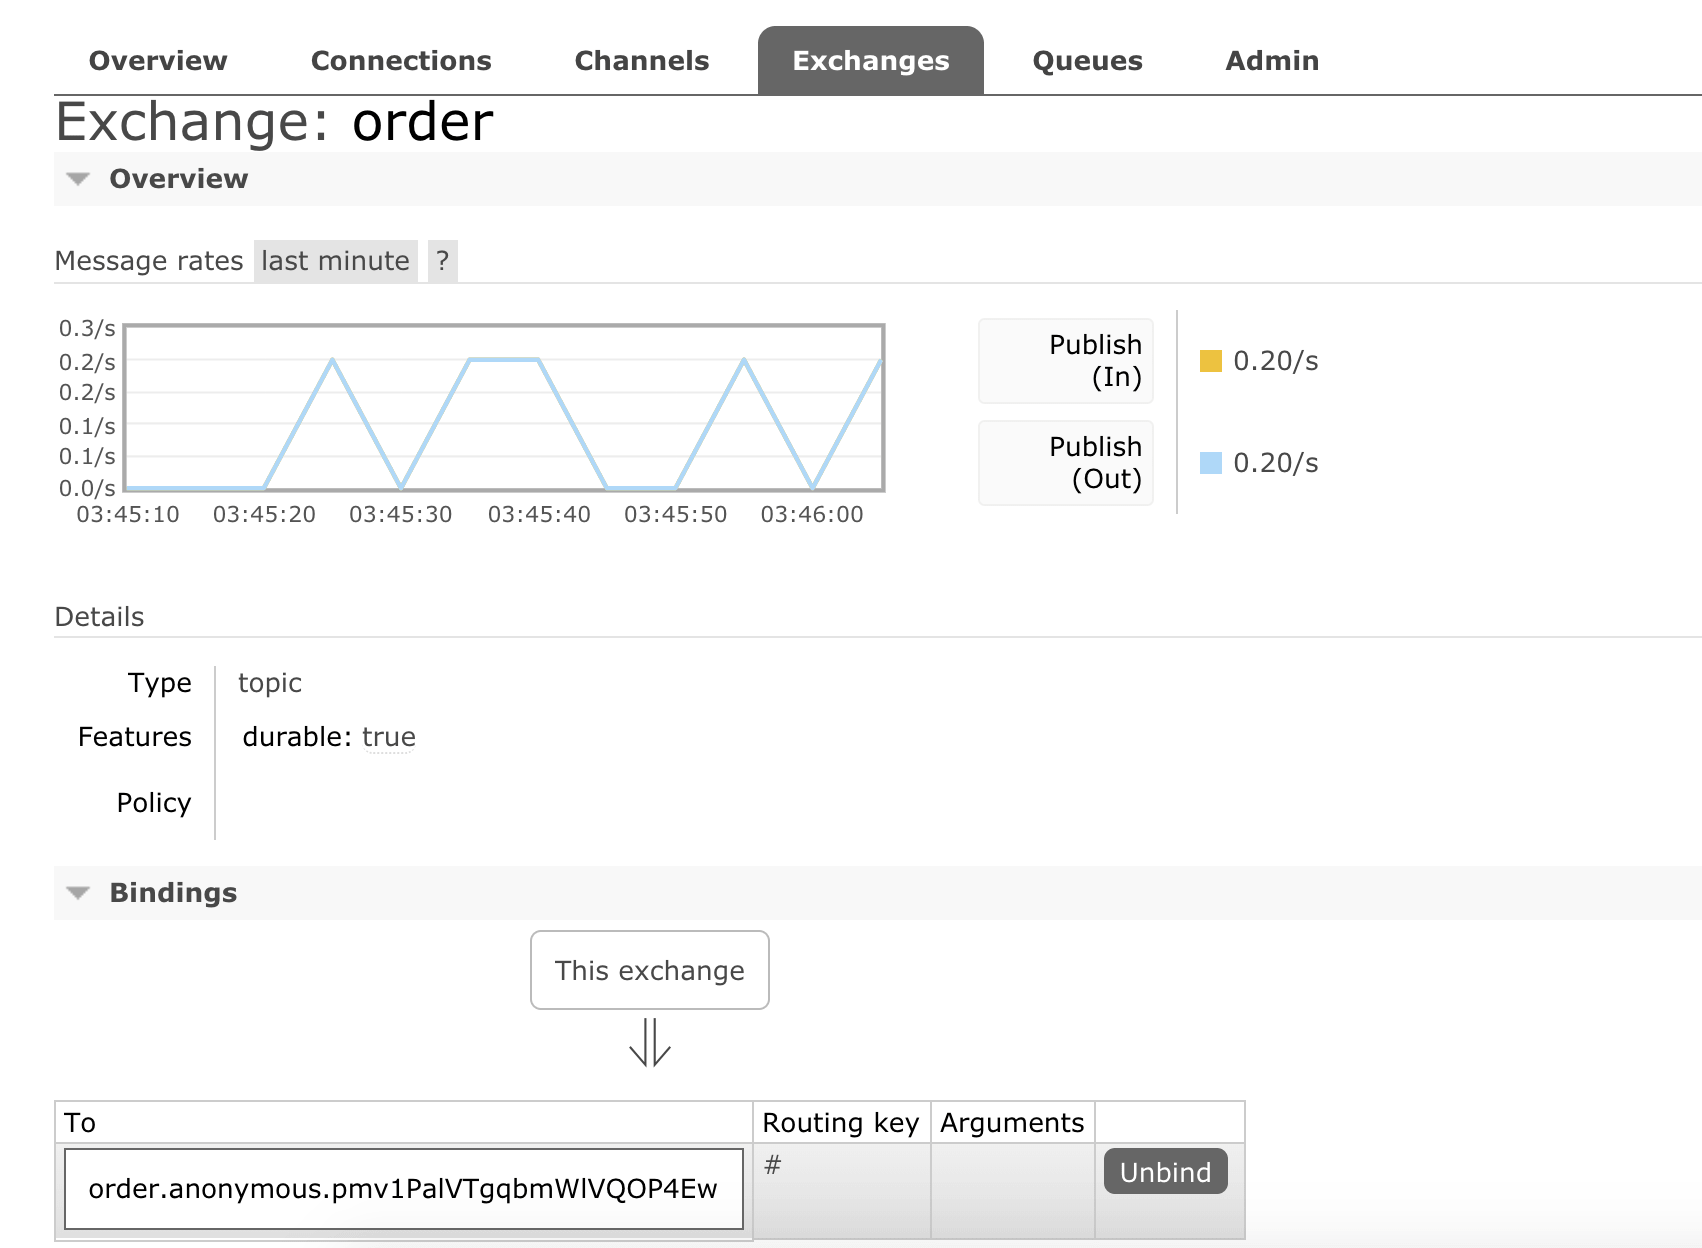 Overview Connections Channels Exchanges Queues Admin
Exchange: order
Overview
Message rates last minute ?
0.3/s
0.2/s
0.2/s
0.1/s
0.1/s
0.0/s
03:45:10 03:45:20 03:45:30 03:45:40 03:45:50 03:46:00
Publish
(In)
0.20/s
Publish
(Out)
0.20/s
Details
Type topic
Features durable: true
Policy
Bindings
This exchange
To Routing key Arguments
order.anonymous.pmv1PalVTgqbmWlVQOP4Ew # Unbind